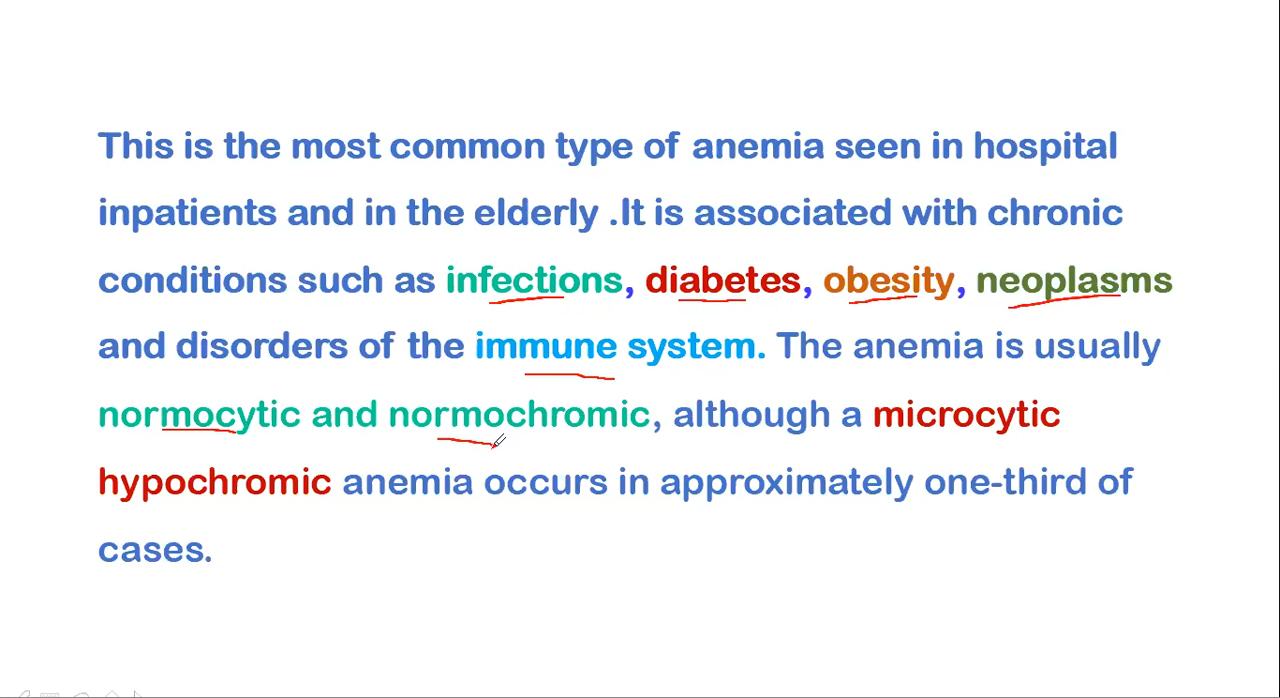 This is the most common type of anemia seen in hospital
inpatients and in the elderly .It is associated with chronic
conditions such as infections, diabetes, obesity, neoplasms
and disorders of the immune system. The anemia is usually
normocytic and normochromic, although a microcytic
hypochromic anemia occurs in approximately one-third of
cases.